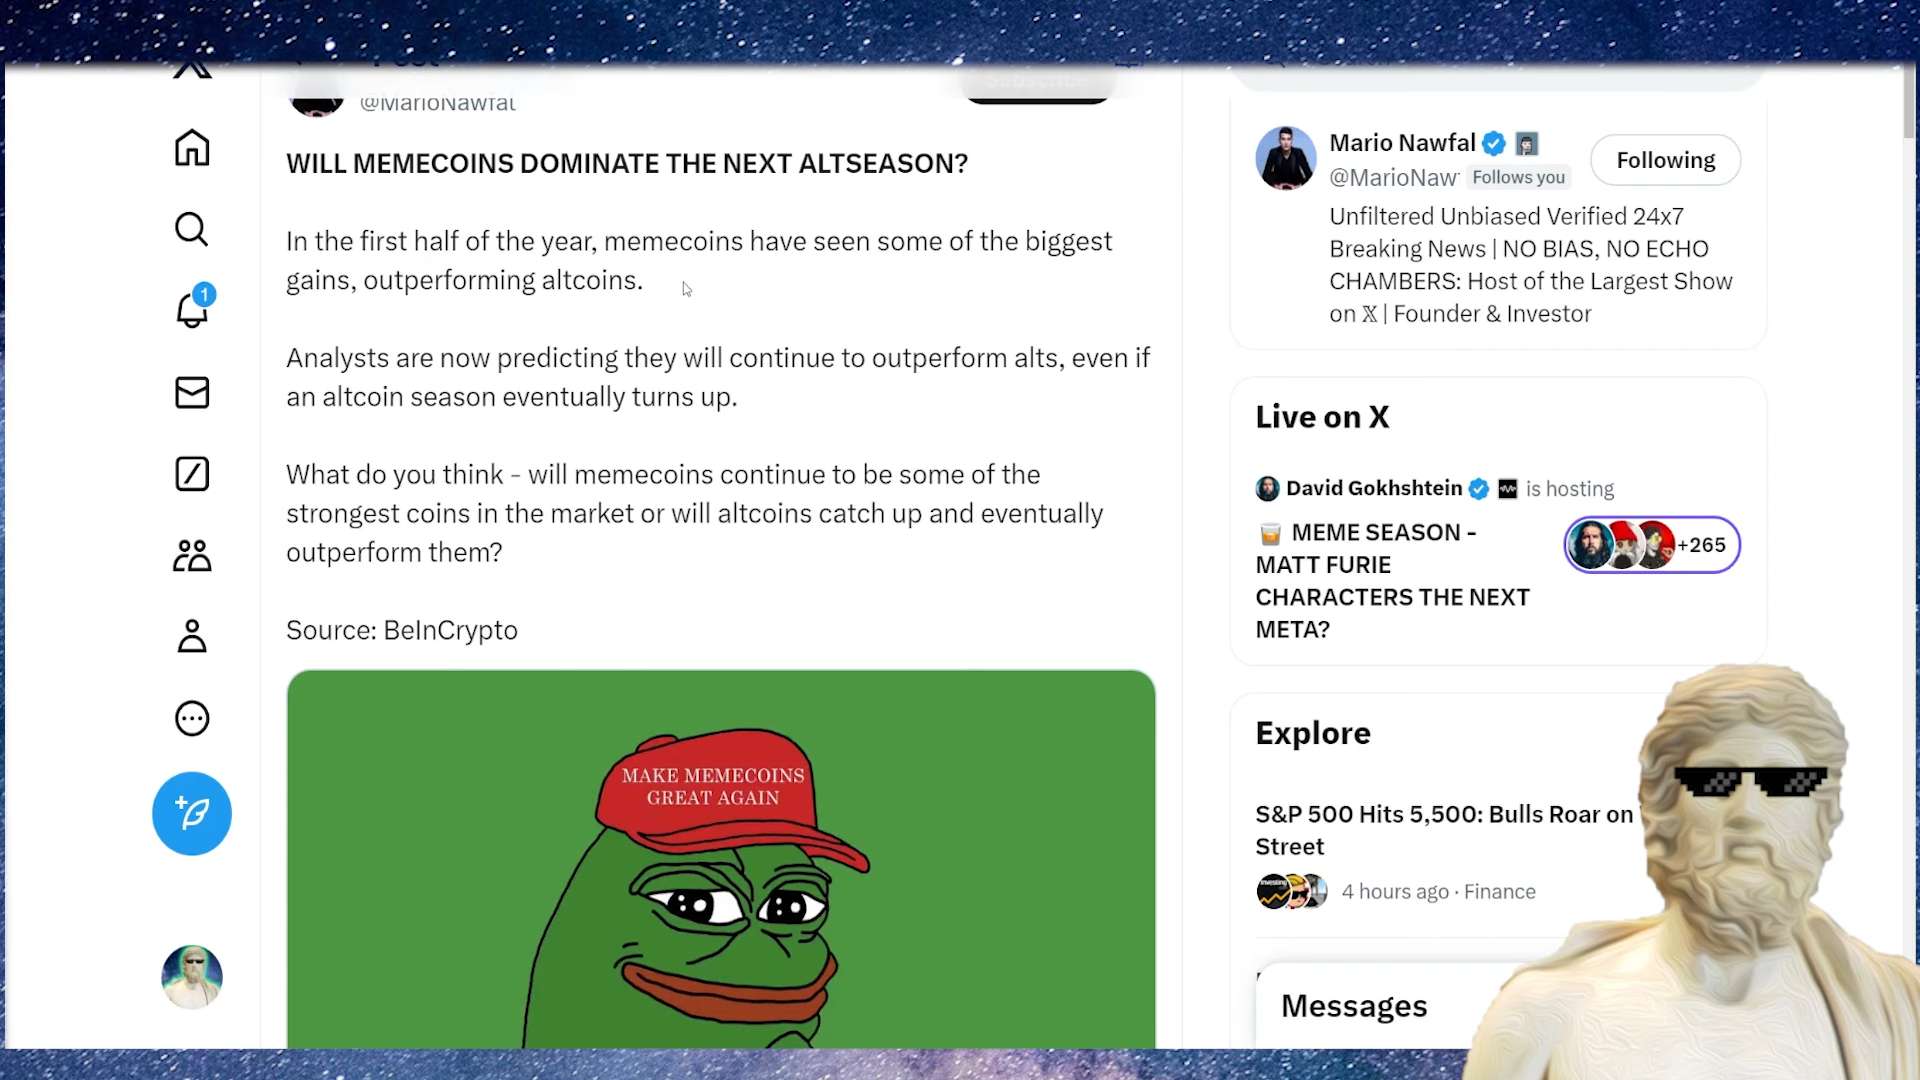 @MarioNawfal
WILL MEMECOINS DOMINATE THE NEXT ALTSEASON?
In the first half of the year, memecoins have seen some of the biggest
gains, outperforming altcoins.
Analysts are now predicting they will continue to outperform alts, even if
an altcoin season eventually turns up.
What do you think - will memecoins continue to be some of the
strongest coins in the market or will altcoins catch up and eventually
outperform them?
Source: BeInCrypto
MAKE MEMECOINS
GREAT AGAIN
1
Mario Nawfal
@MarioNaw Follows you
Following
Unfiltered Unbiased Verified 24x7
Breaking News | NO BIAS, NO ECHO
CHAMBERS: Host of the Largest Show
on 𝕏 | Founder & Investor
Live on X
David Gokhshtein is hosting
MEME SEASON -
MATT FURIE
CHARACTERS THE NEXT
META?
+265
Explore
S&P 500 Hits 5,500: Bulls Roar on
Street
4 hours ago · Finance
Messages